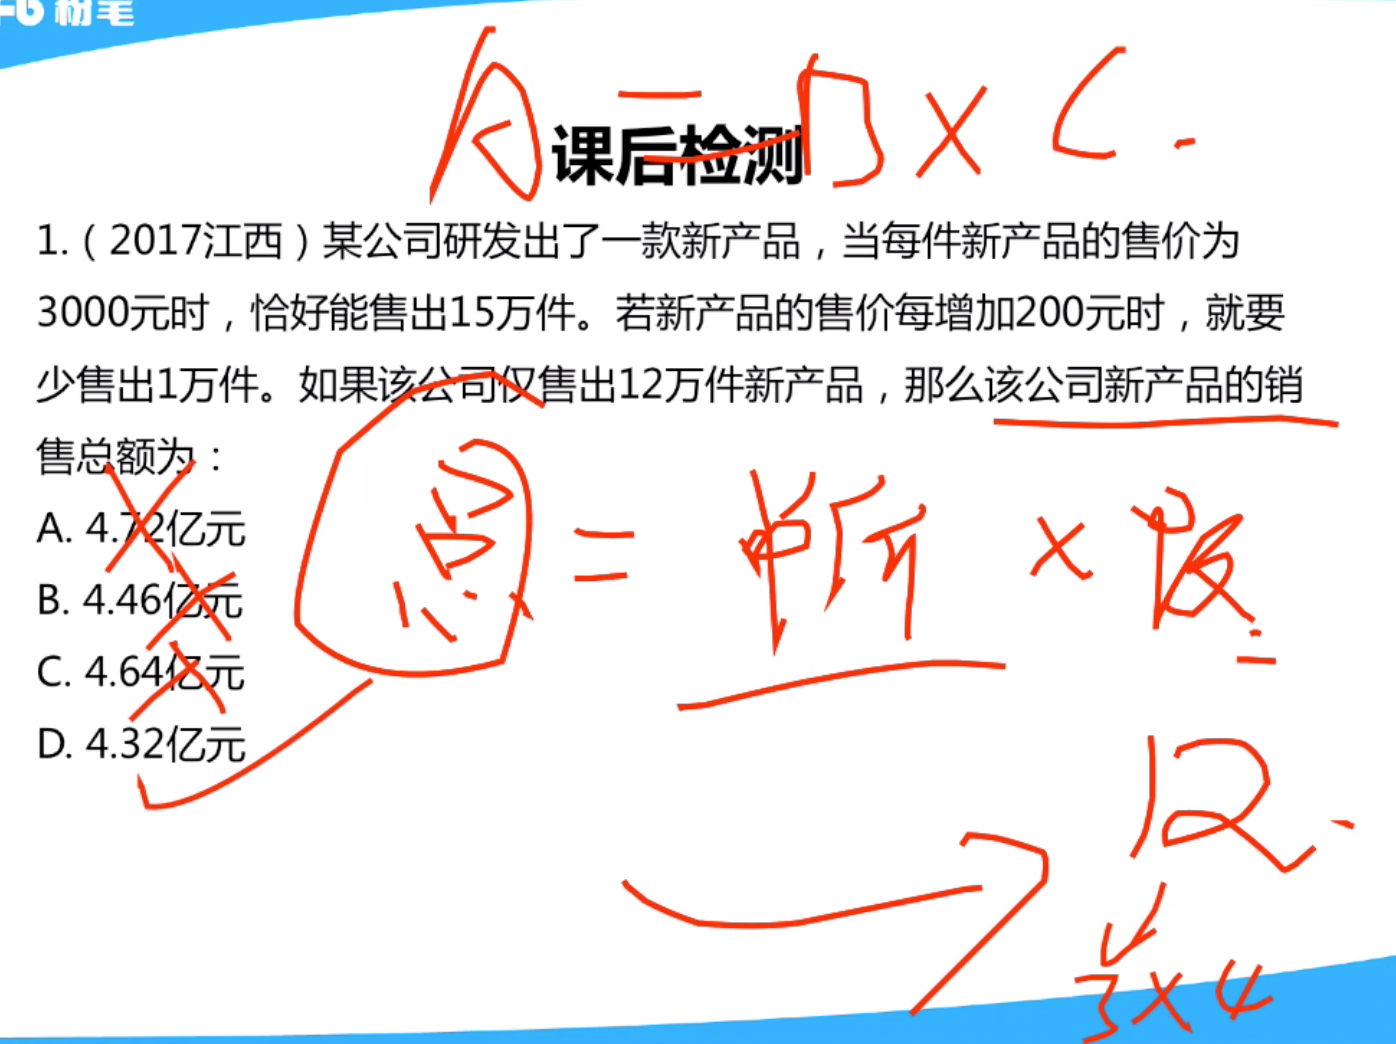 粉笔
A = B × C
课后检测
1.（2017江西）某公司研发出了一款新产品，当每件新产品的售价为
3000元时，恰好能售出15万件。若新产品的售价每增加200元时，就要
少售出1万件。如果该公司仅售出12万件新产品，那么该公司新产品的销
售总额为：
A. 4.72亿元
B. 4.46亿元
C. 4.64亿元
D. 4.32亿元
总 = 单价 ×
12
3×4